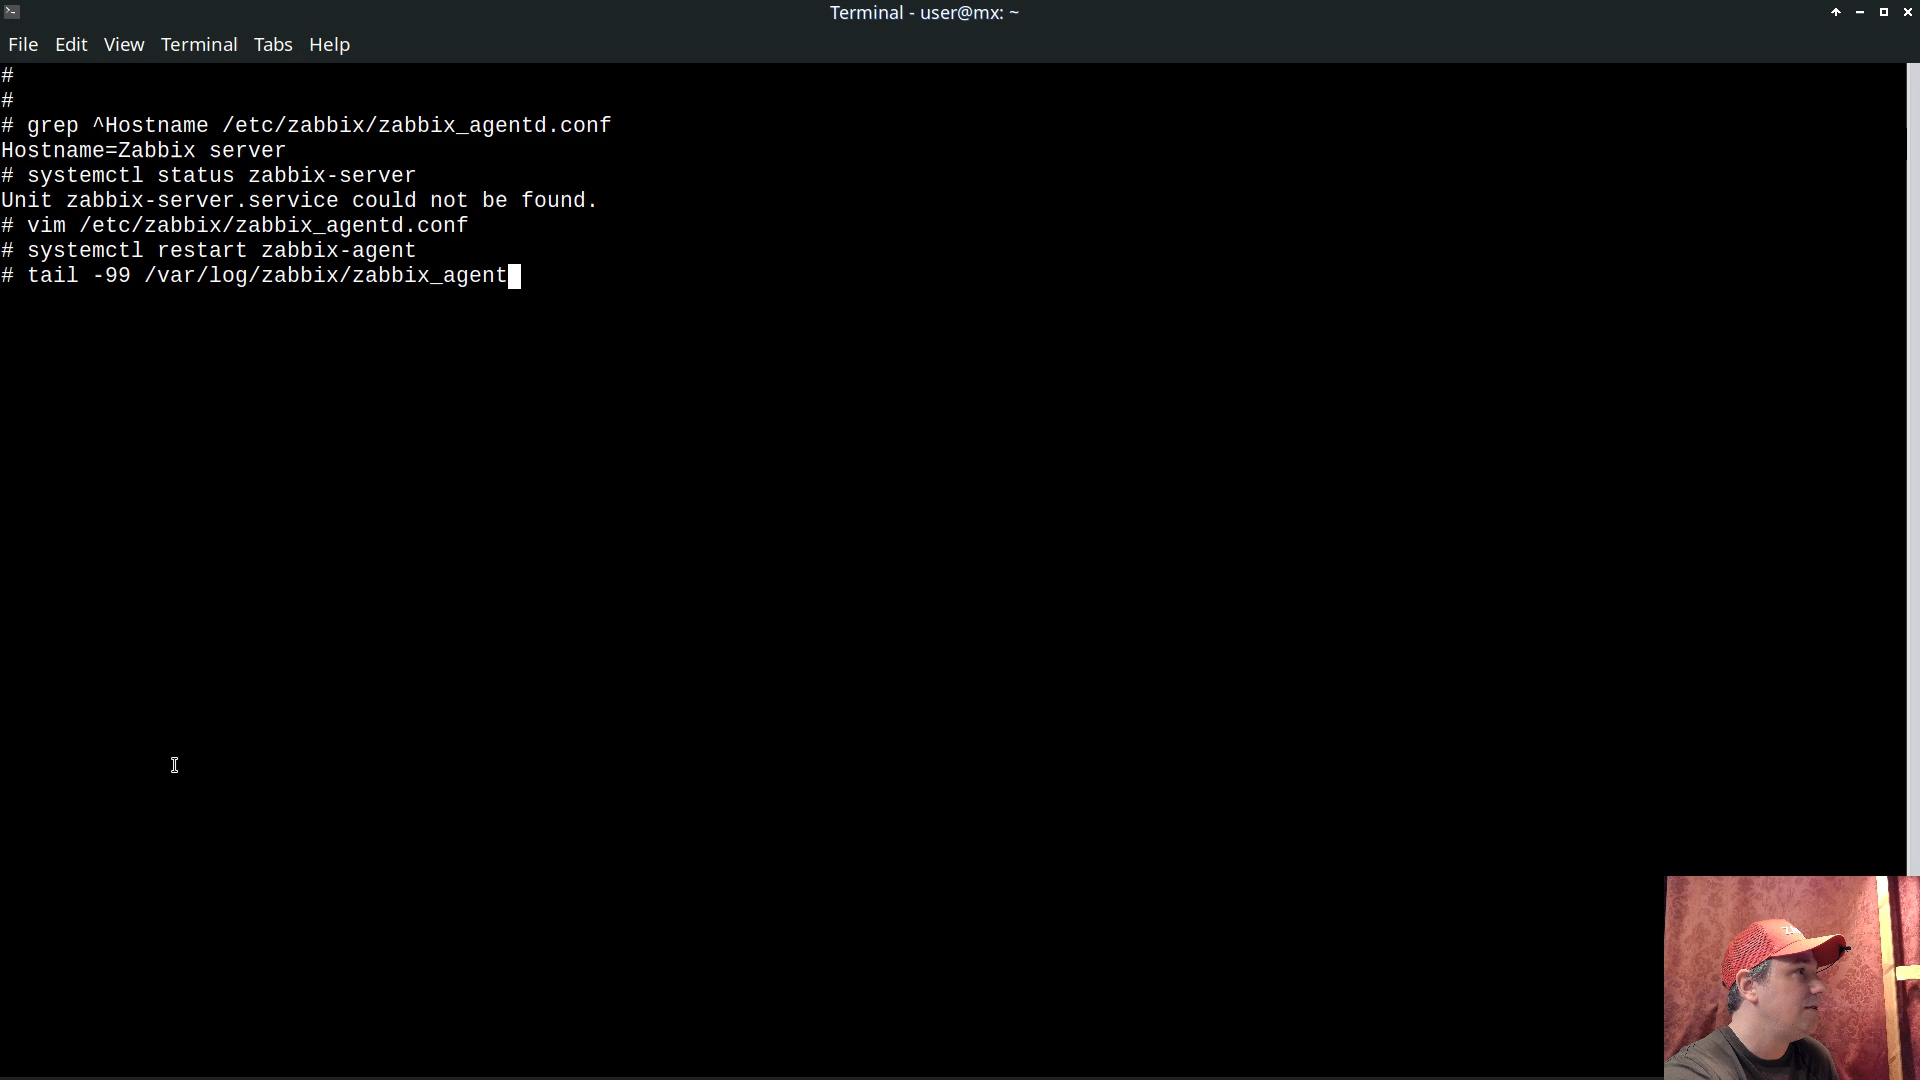 Terminal - user@mx: ~
File Edit View Terminal Tabs Help
#
#
# grep ^Hostname /etc/zabbix/zabbix_agentd.conf
Hostname=Zabbix server
# systemctl status zabbix-server
Unit zabbix-server.service could not be found.
# vim /etc/zabbix/zabbix_agentd.conf
# systemctl restart zabbix-agent
# tail -99 /var/log/zabbix/zabbix_agent